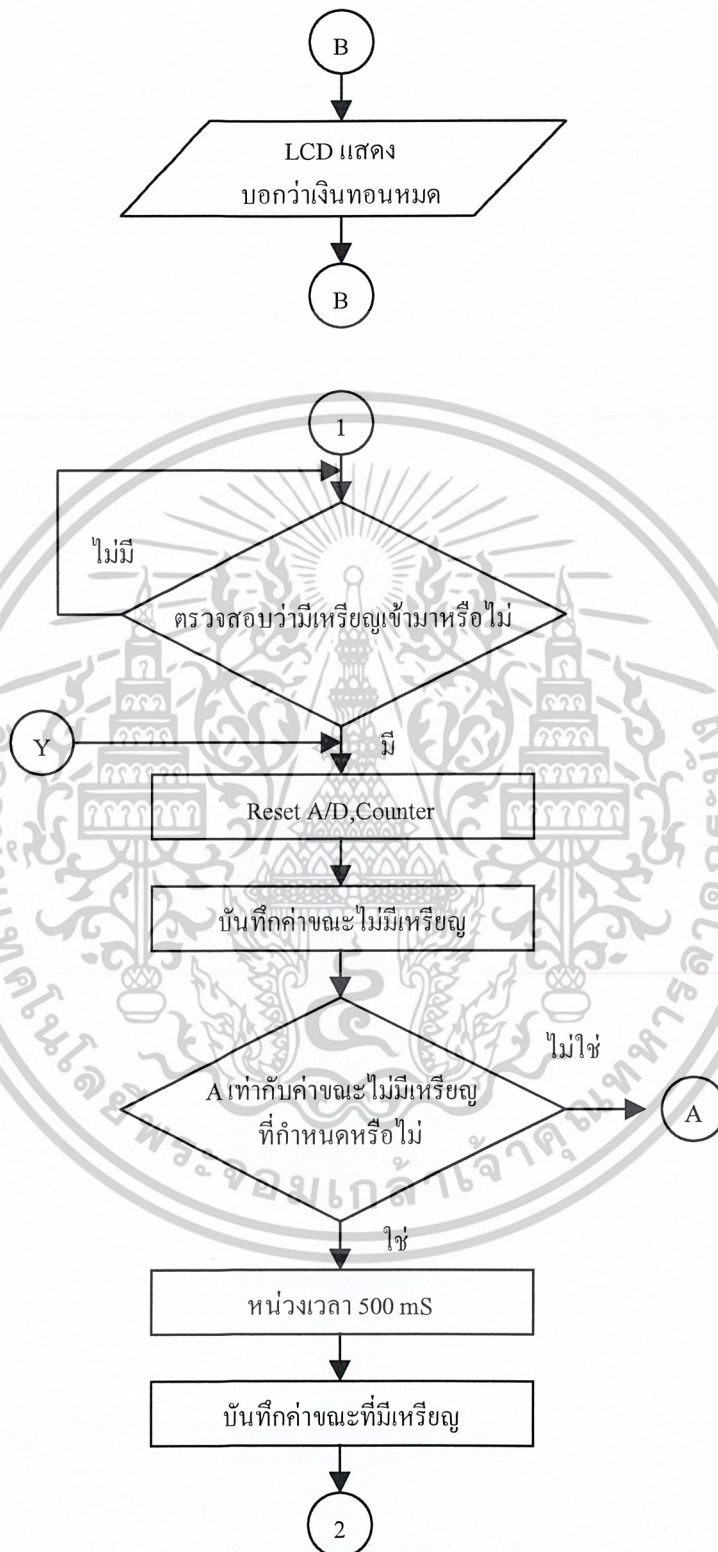 B
LCD แสดง
บอกว่าเงินทอนหมด
B
1
ไม่มี
ตรวจสอบว่ามีเหรียญเข้ามาหรือไม่
Y
มี
Reset A/D,Counter
บันทึกค่าขณะไม่มีเหรียญ
ไม่ใช่
A เท่ากับค่าขณะไม่มีเหรียญ
ที่กำหนดหรือไม่
A
ใช่
หน่วงเวลา 500 mS
บันทึกค่าขณะที่มีเหรียญ
2